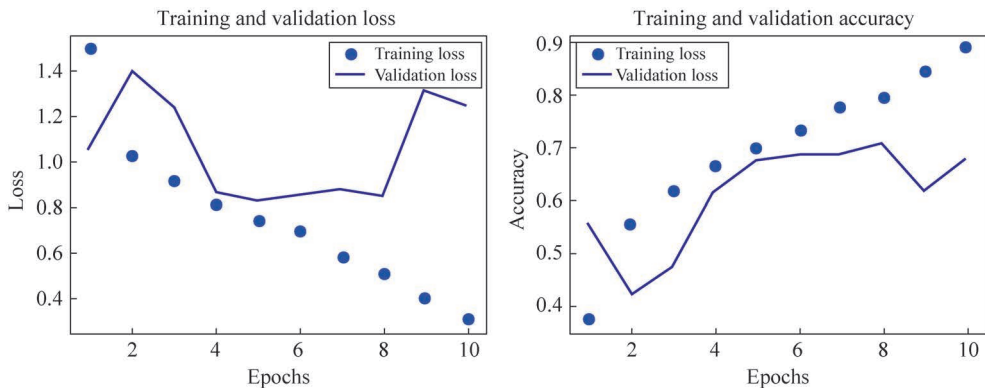 Training and validation loss
Training loss
Validation loss
1.4
1.2
1.0
0.8
0.6
0.4
Loss
2
4
6
8
10
Epochs
Training and validation accuracy
Training loss
Validation loss
0.9
0.8
0.7
0.6
0.5
0.4
Accuracy
2
4
6
8
10
Epochs